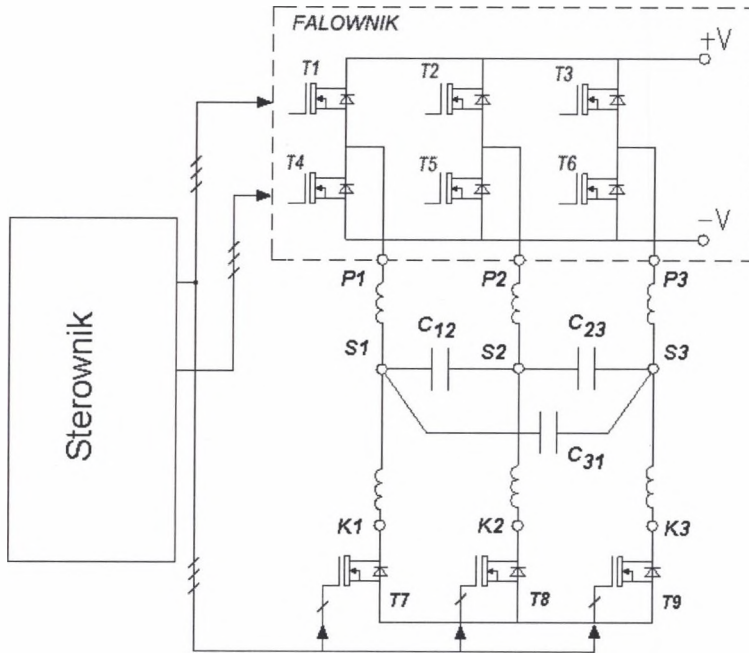 FALOWNIK
+V
T1 T2 T3
T4 T5 T6
−V
P1 P2 P3
C12 C23
S1 S2 S3
C31
Sterownik
K1 K2 K3
T7 T8 T9